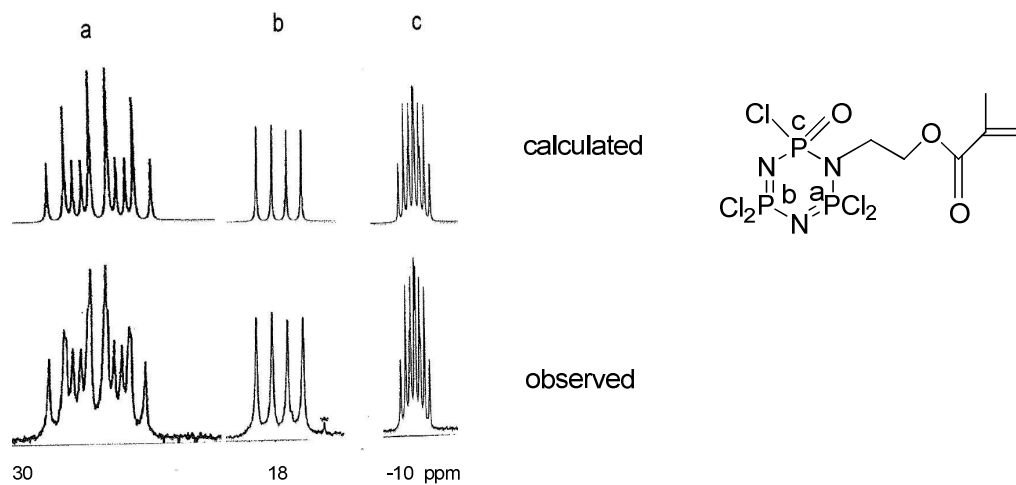 a b c
calculated
observed
30 18 -10 ppm
Cl O
P c
N N O
Cl₂P b a PCl₂
N O